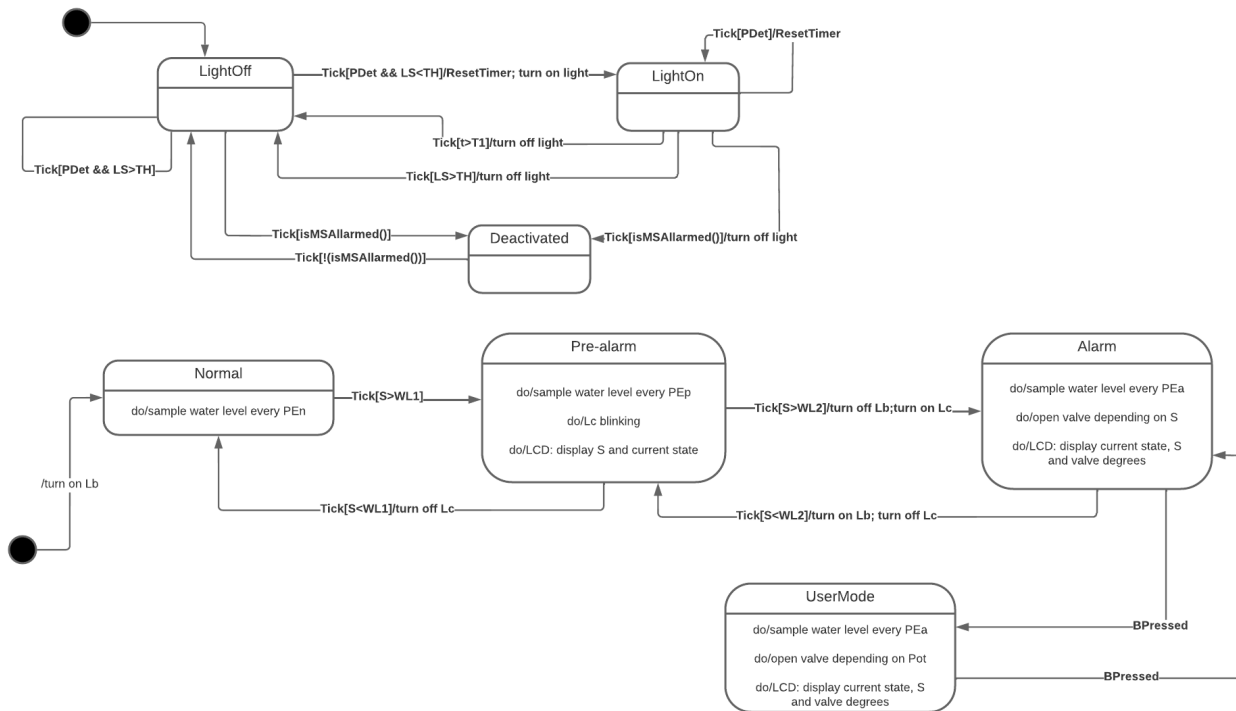 Tick[PDet]/ResetTimer
LightOff
LightOn
Tick[PDet && LS<TH]/ResetTimer; turn on light
Tick[t>T1]/turn off light
Tick[PDet && LS>TH]
Tick[LS>TH]/turn off light
Tick[isMSAllarmed()]
Deactivated
Tick[isMSAllarmed()]/turn off light
Tick[!(isMSAllarmed())]
Normal
do/sample water level every PEn
Tick[S>WL1]
Pre-alarm
do/sample water level every PEp
do/Lc blinking
do/LCD: display S and current state
Tick[S>WL2]/turn off Lb;turn on Lc
Alarm
do/sample water level every PEa
do/open valve depending on S
do/LCD: display current state, S
and valve degrees
/turn on Lb
Tick[S<WL1]/turn off Lc
Tick[S<WL2]/turn on Lb; turn off Lc
UserMode
do/sample water level every PEa
do/open valve depending on Pot
do/LCD: display current state, S
and valve degrees
BPressed
BPressed